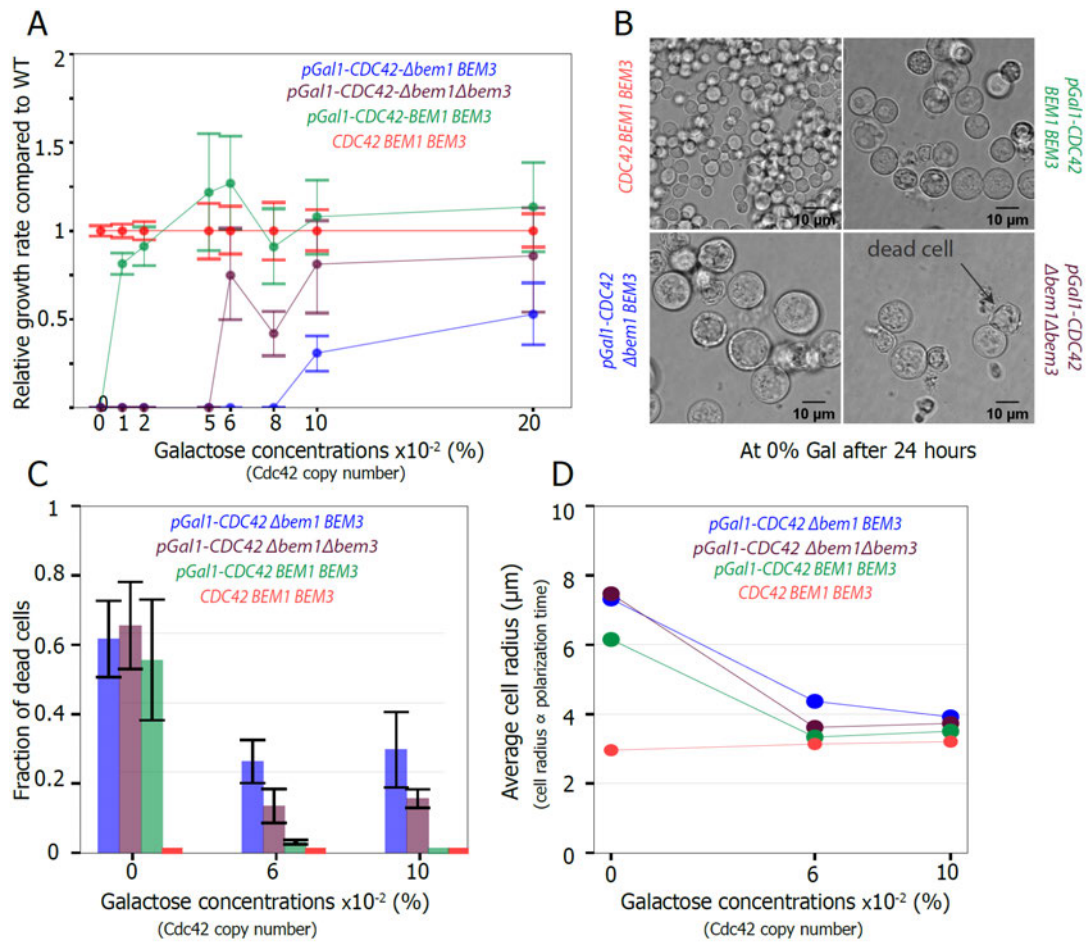 A
2
1.5
1
0.5
0
Relative growth rate compared to WT
pGal1-CDC42-Δbem1 BEM3
pGal1-CDC42-Δbem1Δbem3
pGal1-CDC42-BEM1 BEM3
CDC42 BEM1 BEM3
0
0 1 2 5 6 8 10 20
Galactose concentrations x10⁻² (%)
(Cdc42 copy number)
B
CDC42 BEM1 BEM3
10 µm
10 µm
pGal1-CDC42
BEM1 BEM3
pGal1-CDC42
Δbem1 BEM3
10 µm
dead cell
10 µm
pGal1-CDC42
Δbem1Δbem3
At 0% Gal after 24 hours
C
1
0.8
0.6
0.4
0.2
0
Fraction of dead cells
pGal1-CDC42 Δbem1 BEM3
pGal1-CDC42 Δbem1Δbem3
pGal1-CDC42 BEM1 BEM3
CDC42 BEM1 BEM3
0 6 10
Galactose concentrations x10⁻² (%)
(Cdc42 copy number)
D
10
8
6
4
2
0
Average cell radius (µm)
(cell radius α polarization time)
pGal1-CDC42 Δbem1 BEM3
pGal1-CDC42 Δbem1Δbem3
pGal1-CDC42 BEM1 BEM3
CDC42 BEM1 BEM3
0 6 10
Galactose concentrations x10⁻² (%)
(Cdc42 copy number)